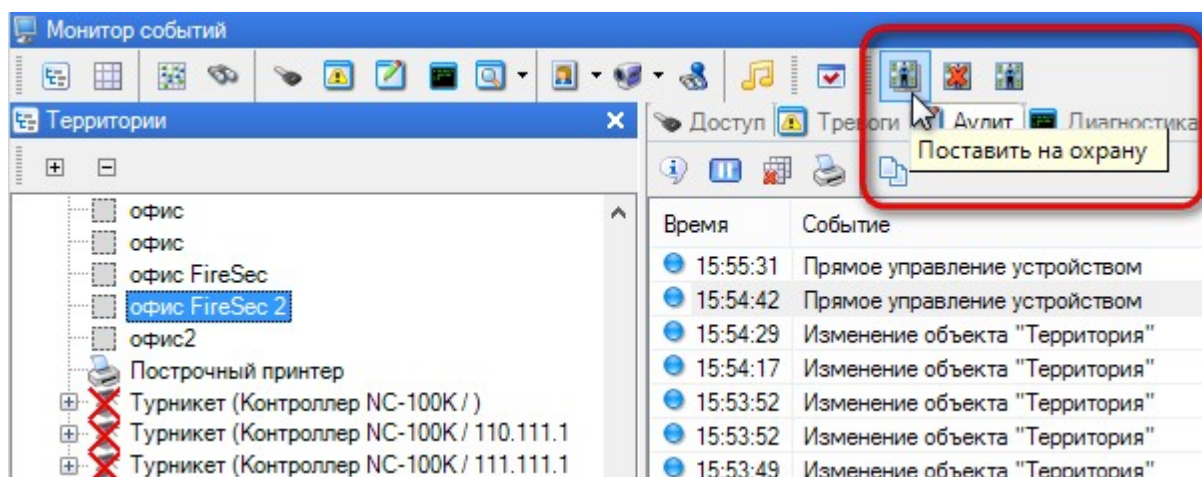 Монитор событий
Территории
Доступ Тревоги Аудит Диагностика
Поставить на охрану
офис
офис
офис FireSec
офис FireSec 2
офис2
Построчный принтер
Турникет (Контроллер NC-100K / )
Турникет (Контроллер NC-100K / 110.111.1
Турникет (Контроллер NC-100K / 111.111.1
Время Событие
15:55:31 Прямое управление устройством
15:54:42 Прямое управление устройством
15:54:29 Изменение объекта "Территория"
15:54:17 Изменение объекта "Территория"
15:53:52 Изменение объекта "Территория"
15:53:52 Изменение объекта "Территория"
15:53:49 Изменение объекта "Территория"